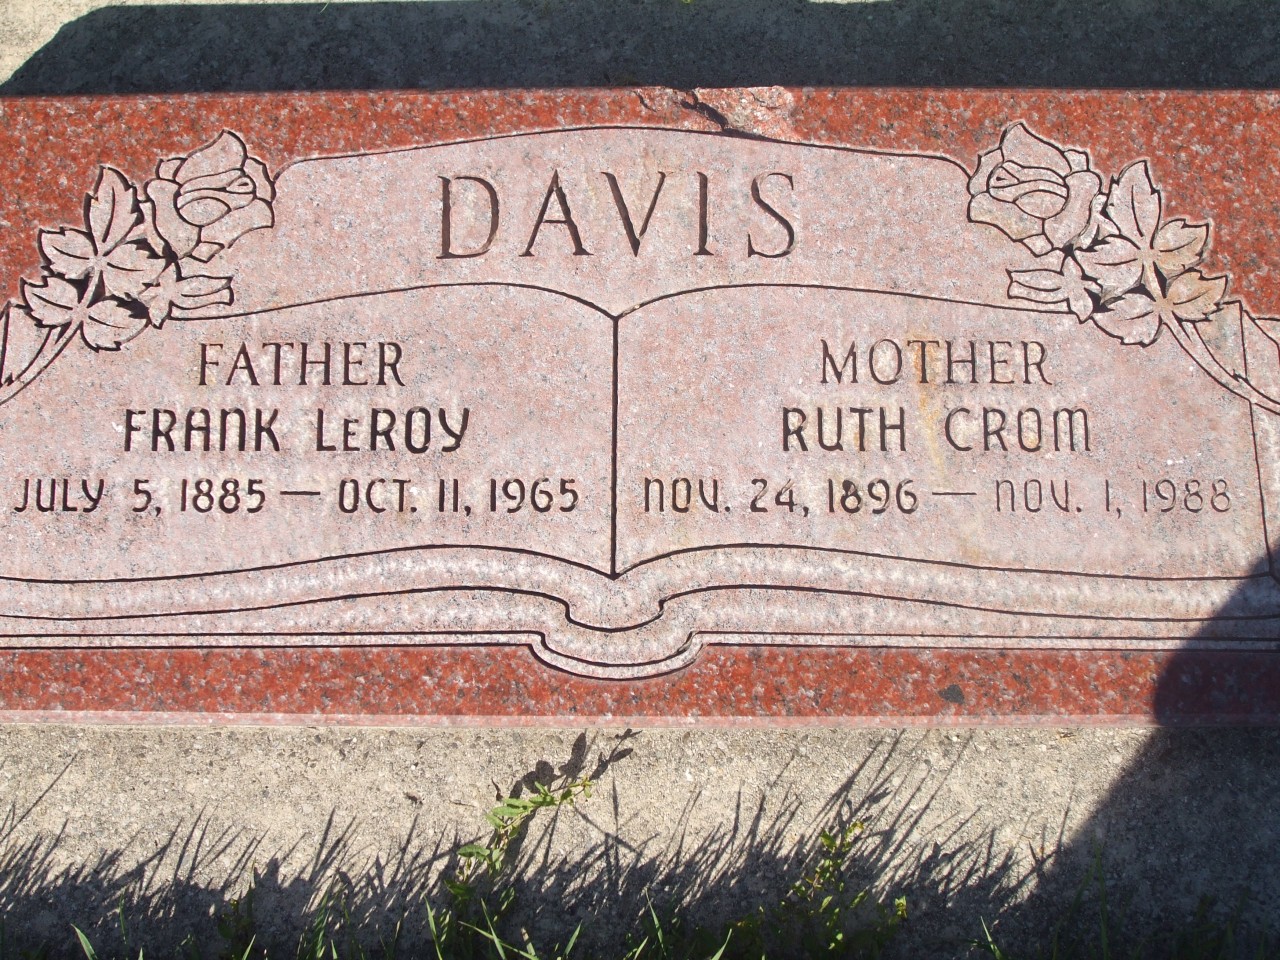 DAVIS
FATHER
FRANK LeROY
JULY 5, 1885 — OCT. 11, 1965
MOTHER
RUTH CROM
NOV. 24, 1896 — NOV. 1, 1988